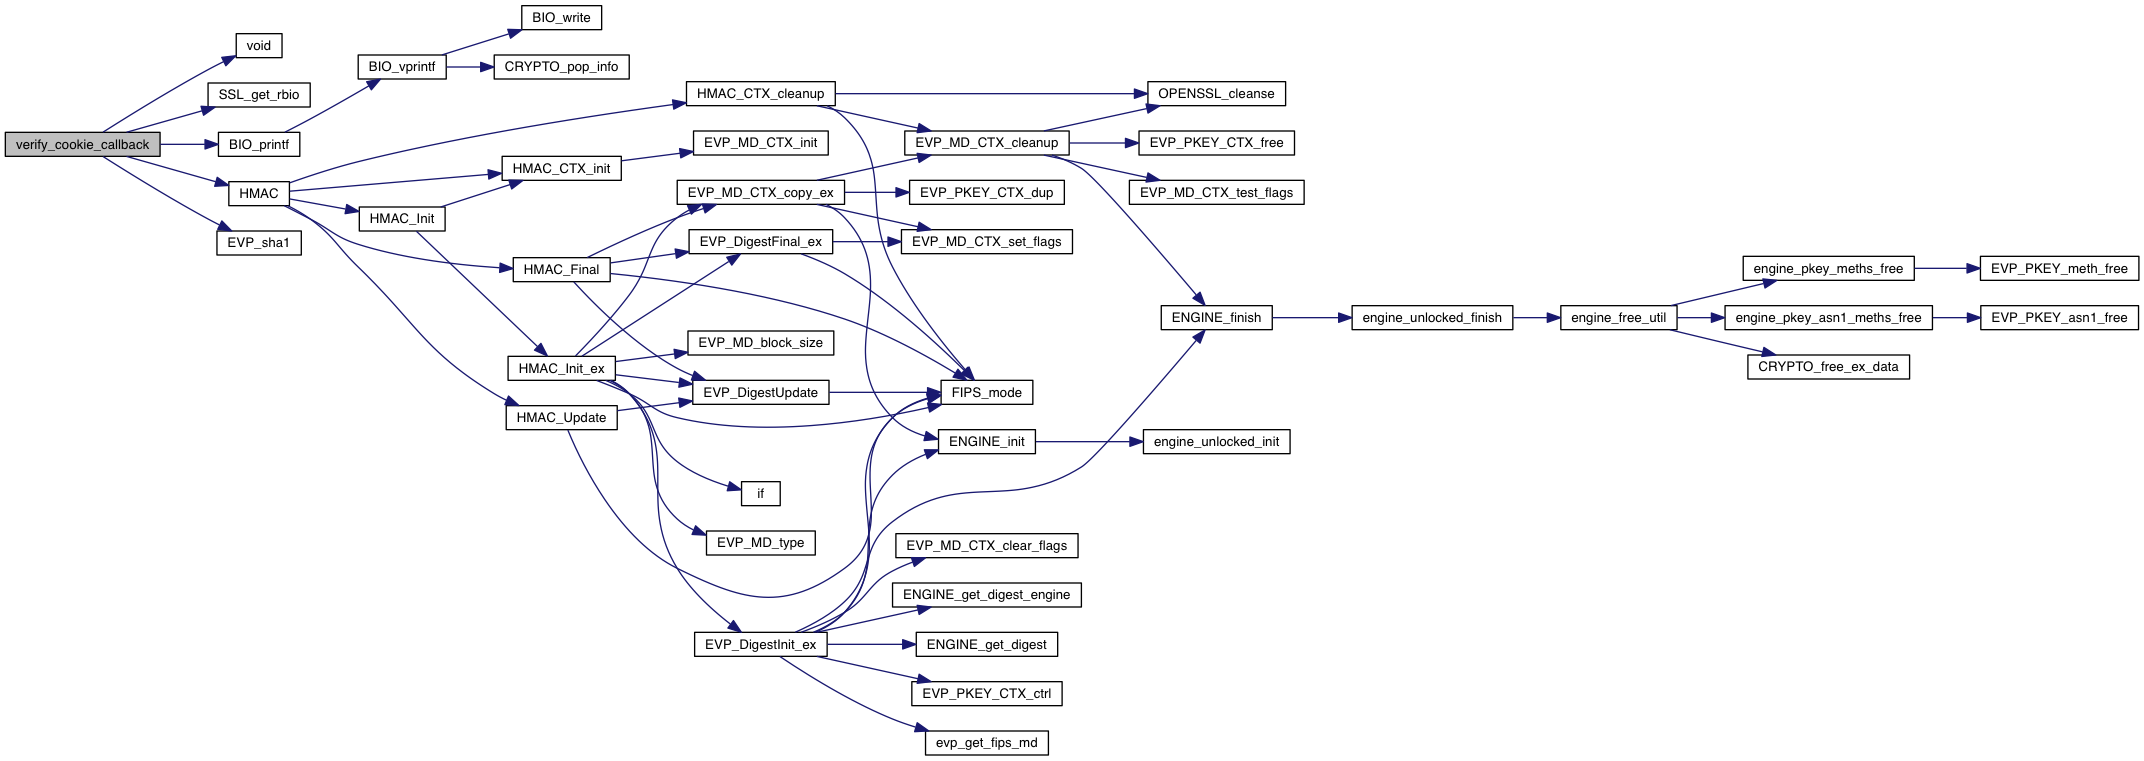 verify_cookie_callback
void
SSL_get_rbio
BIO_printf
HMAC
EVP_sha1
BIO_vprintf
BIO_write
CRYPTO_pop_info
HMAC_CTX_init
HMAC_Init
HMAC_Final
HMAC_Init_ex
HMAC_Update
HMAC_CTX_cleanup
EVP_MD_CTX_init
EVP_MD_CTX_copy_ex
EVP_DigestFinal_ex
EVP_MD_block_size
EVP_DigestUpdate
if
EVP_MD_type
EVP_DigestInit_ex
EVP_MD_CTX_cleanup
EVP_PKEY_CTX_dup
EVP_MD_CTX_set_flags
FIPS_mode
ENGINE_init
EVP_MD_CTX_clear_flags
ENGINE_get_digest_engine
ENGINE_get_digest
EVP_PKEY_CTX_ctrl
evp_get_fips_md
OPENSSL_cleanse
EVP_PKEY_CTX_free
EVP_MD_CTX_test_flags
ENGINE_finish
engine_unlocked_init
engine_unlocked_finish
engine_free_util
engine_pkey_meths_free
engine_pkey_asn1_meths_free
CRYPTO_free_ex_data
EVP_PKEY_meth_free
EVP_PKEY_asn1_free